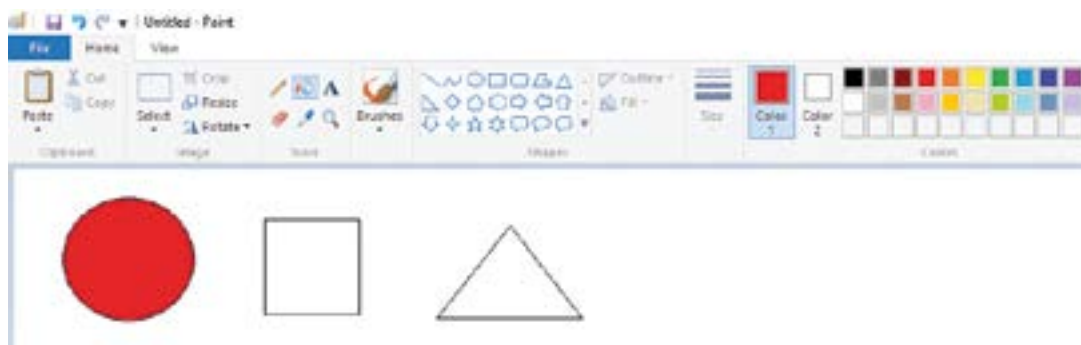 Untitled - Paint
File Home View
Cut Crop Outline
Copy Resize Fill
Paste Select Rotate Brushes Size Color Color
1 2
Clipboard Image Tools Shapes Colors